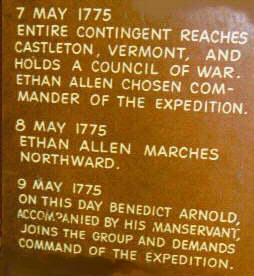 7 MAY 1775
ENTIRE CONTINGENT REACHES
CASTLETON, VERMONT, AND
HOLDS A COUNCIL OF WAR.
ETHAN ALLEN CHOSEN COM-
MANDER OF THE EXPEDITION.
8 MAY 1775
ETHAN ALLEN MARCHES
NORTHWARD.
9 MAY 1775
ON THIS DAY BENEDICT ARNOLD,
ACCOMPANIED BY HIS MANSERVANT,
JOINS THE GROUP AND DEMANDS
COMMAND OF THE EXPEDITION.